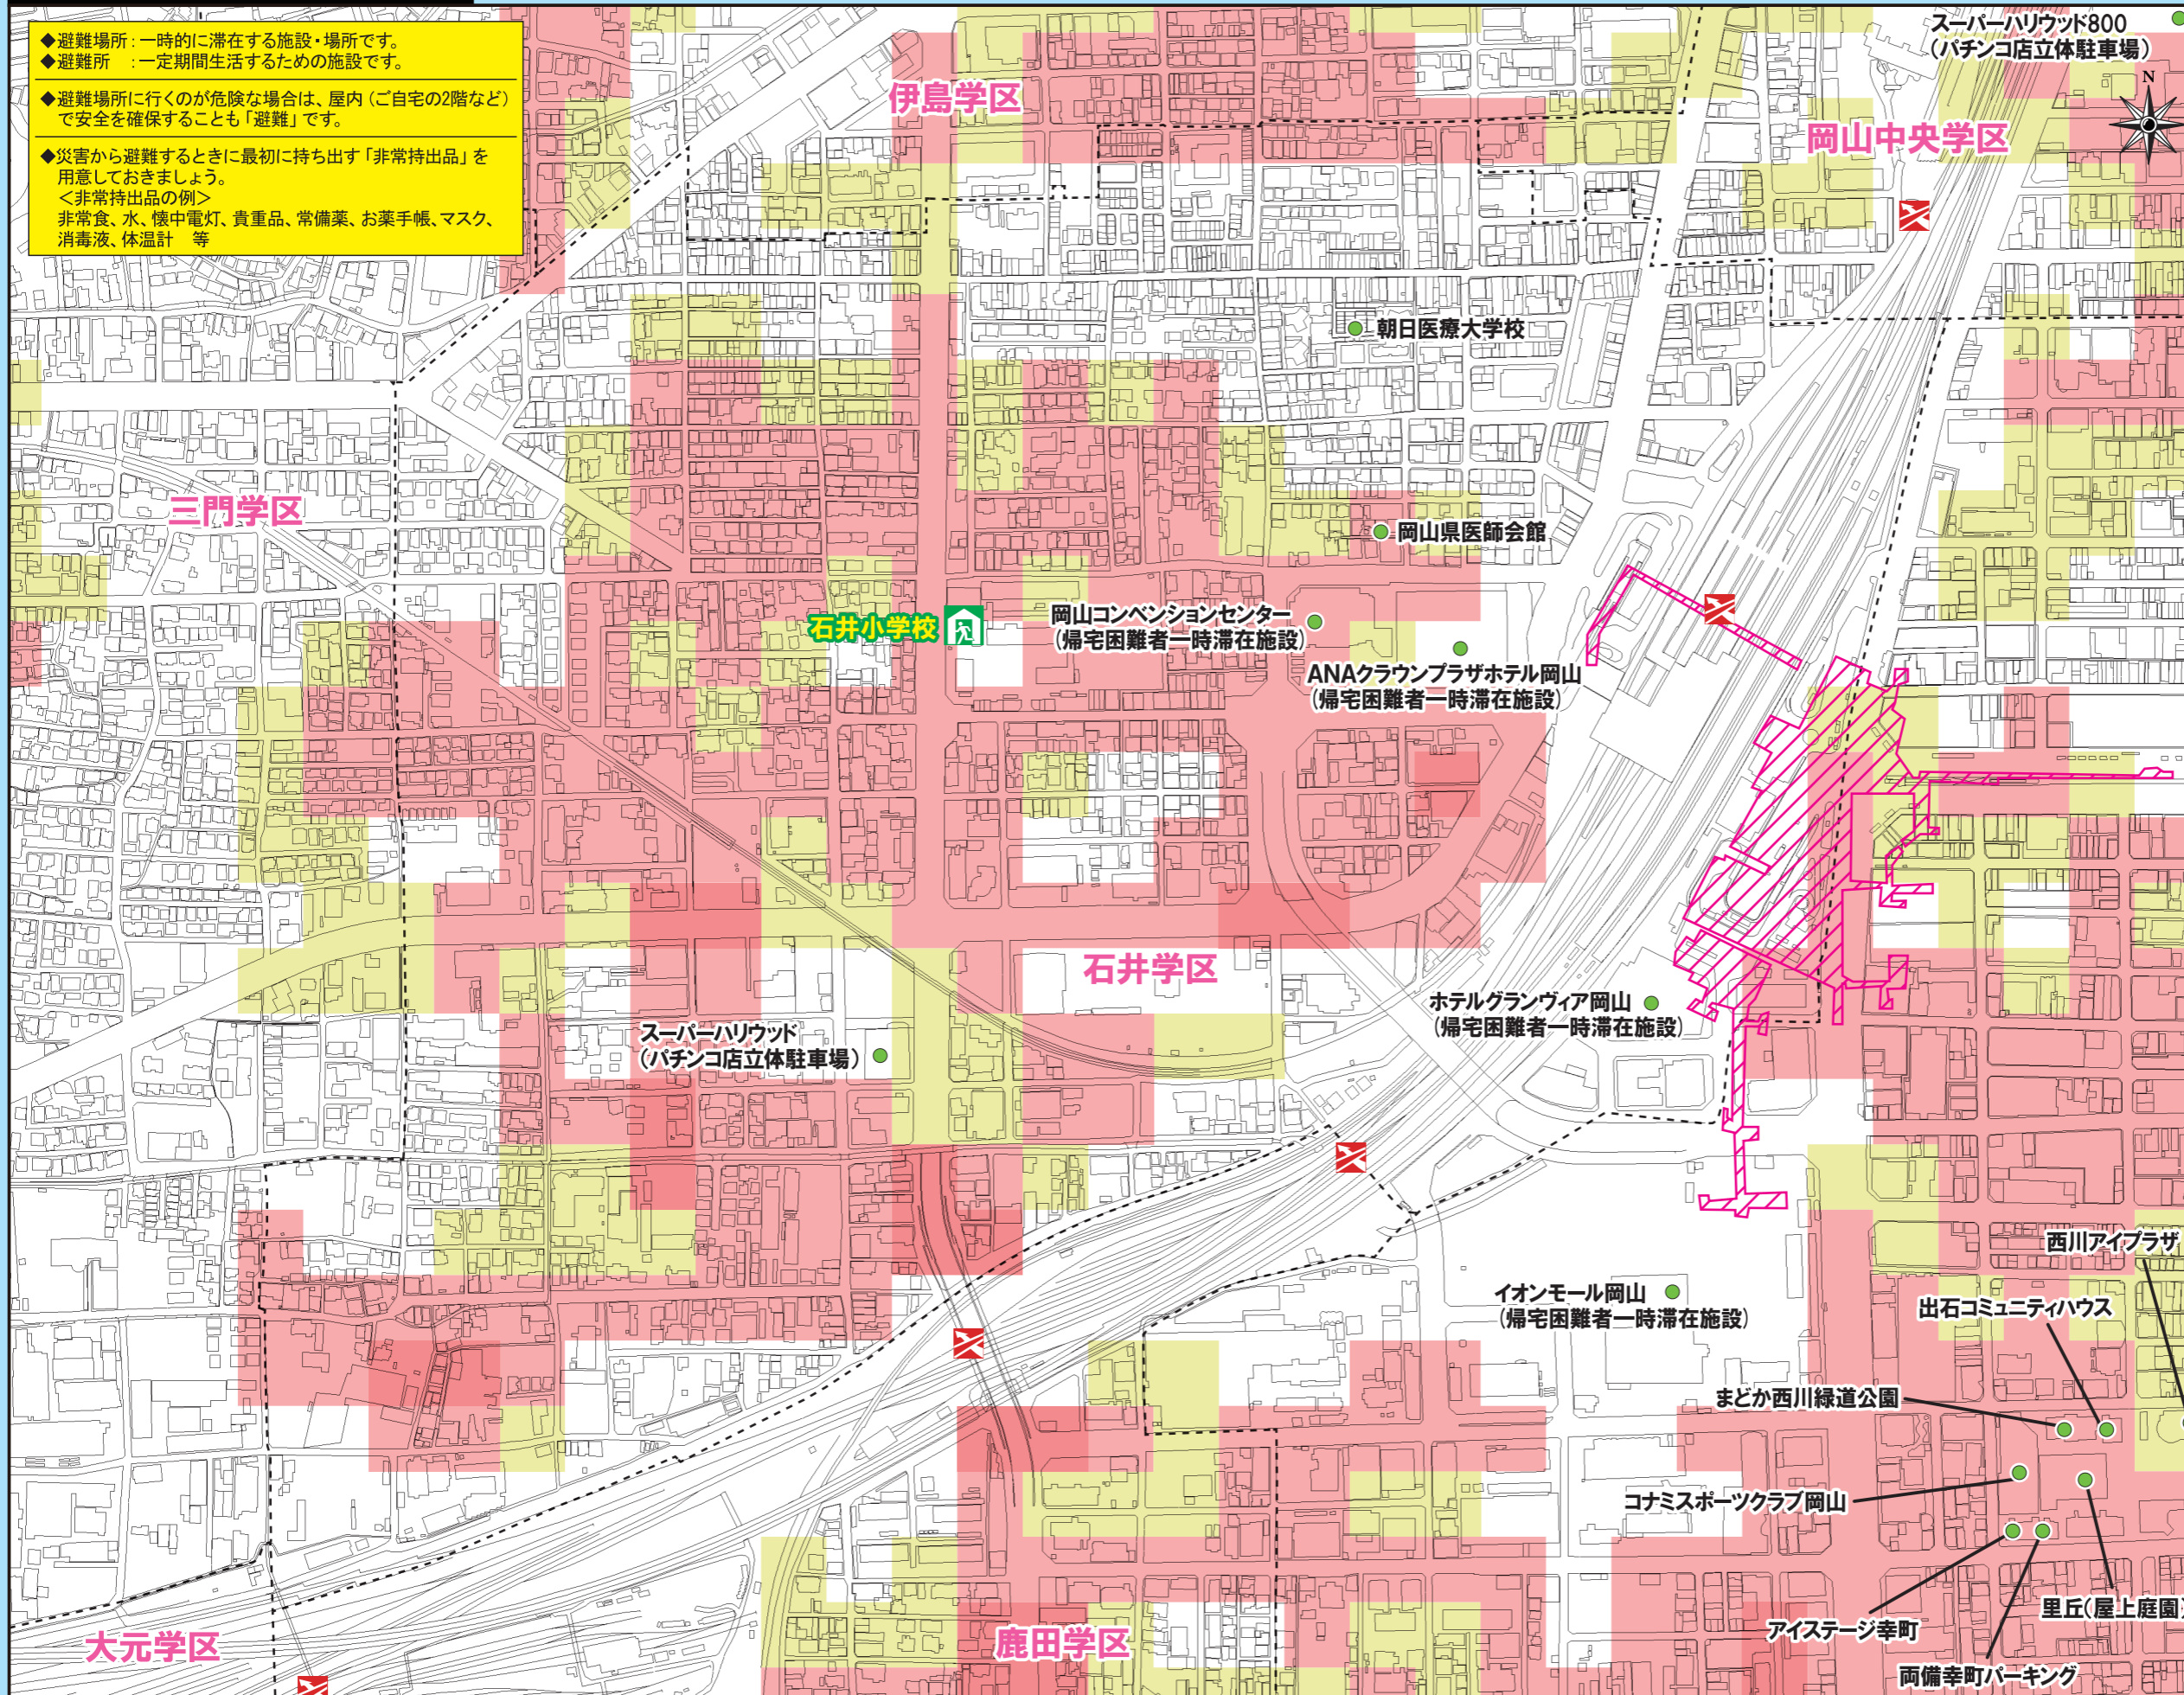 ◆避難場所:一時的に滞在する施設・場所です。
◆避難所　:一定期間生活するための施設です。
◆避難場所に行くのが危険な場合は、屋内(ご自宅の2階など)
で安全を確保することも「避難」です。
◆災害から避難するときに最初に持ち出す「非常持出品」を
用意しておきましょう。
<非常持出品の例>
非常食、水、懐中電灯、貴重品、常備薬、お薬手帳、マスク、
消毒液、体温計　等
スーパーハリウッド800
(パチンコ店立体駐車場)
N
伊島学区
岡山中央学区
朝日医療大学校
三門学区
岡山県医師会館
石井小学校
岡山コンベンションセンター
(帰宅困難者一時滞在施設)
ANAクラウンプラザホテル岡山
(帰宅困難者一時滞在施設)
石井学区
ホテルグランヴィア岡山
(帰宅困難者一時滞在施設)
スーパーハリウッド
(パチンコ店立体駐車場)
西川アイプラザ
イオンモール岡山
(帰宅困難者一時滞在施設)
出石コミュニティハウス
まどか西川緑道公園
コナミスポーツクラブ岡山
里丘(屋上庭園)
アイステージ幸町
両備幸町パーキング
大元学区
鹿田学区